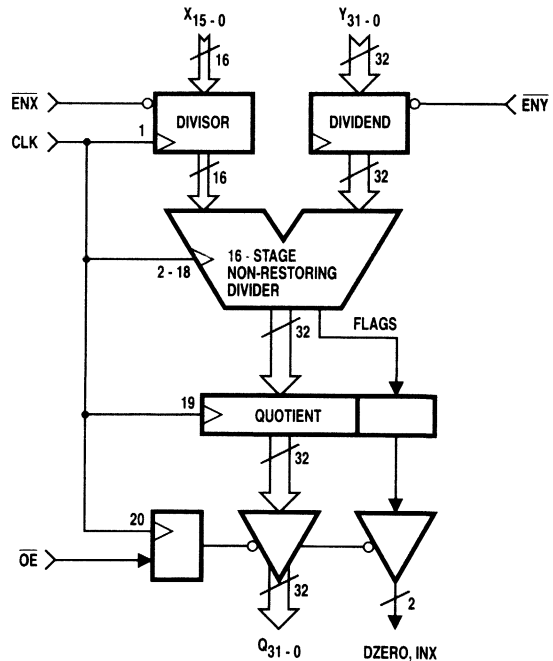 X15 - 0
Y31 - 0
16
32
ENX
ENY
DIVISOR
DIVIDEND
CLK
1
16
32
16 - STAGE
NON-RESTORING
DIVIDER
2 - 18
32
FLAGS
19
QUOTIENT
32
20
OE
32
2
Q31 - 0
DZERO, INX